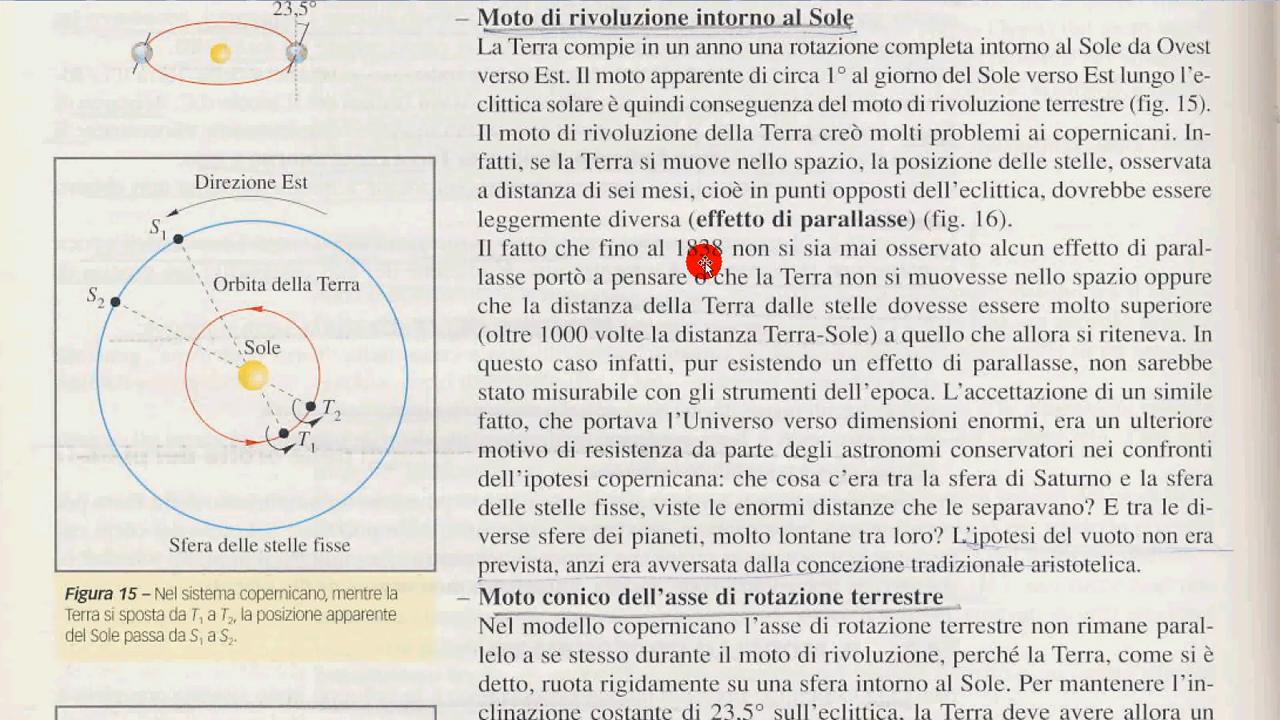 23,5°
Direzione Est
S1
S2
Orbita della Terra
Sole
T2
T1
Sfera delle stelle fisse
Figura 15 – Nel sistema copernicano, mentre la
Terra si sposta da T1 a T2, la posizione apparente
del Sole passa da S1 a S2.
– Moto di rivoluzione intorno al Sole
La Terra compie in un anno una rotazione completa intorno al Sole da Ovest
verso Est. Il moto apparente di circa 1° al giorno del Sole verso Est lungo l'e-
clittica solare è quindi conseguenza del moto di rivoluzione terrestre (fig. 15).
Il moto di rivoluzione della Terra creò molti problemi ai copernicani. In-
fatti, se la Terra si muove nello spazio, la posizione delle stelle, osservata
a distanza di sei mesi, cioè in punti opposti dell'eclittica, dovrebbe essere
leggermente diversa (effetto di parallasse) (fig. 16).
Il fatto che fino al 1838 non si sia mai osservato alcun effetto di paral-
lasse portò a pensare o che la Terra non si muovesse nello spazio oppure
che la distanza della Terra dalle stelle dovesse essere molto superiore
(oltre 1000 volte la distanza Terra-Sole) a quello che allora si riteneva. In
questo caso infatti, pur esistendo un effetto di parallasse, non sarebbe
stato misurabile con gli strumenti dell'epoca. L'accettazione di un simile
fatto, che portava l'Universo verso dimensioni enormi, era un ulteriore
motivo di resistenza da parte degli astronomi conservatori nei confronti
dell'ipotesi copernicana: che cosa c'era tra la sfera di Saturno e la sfera
delle stelle fisse, viste le enormi distanze che le separavano? E tra le di-
verse sfere dei pianeti, molto lontane tra loro? L'ipotesi del vuoto non era
prevista, anzi era avversata dalla concezione tradizionale aristotelica.
– Moto conico dell'asse di rotazione terrestre
Nel modello copernicano l'asse di rotazione terrestre non rimane paral-
lelo a se stesso durante il moto di rivoluzione, perché la Terra, come si è
detto, ruota rigidamente su una sfera intorno al Sole. Per mantenere l'in-
clinazione costante di 23,5° sull'eclittica, la Terra deve avere allora un